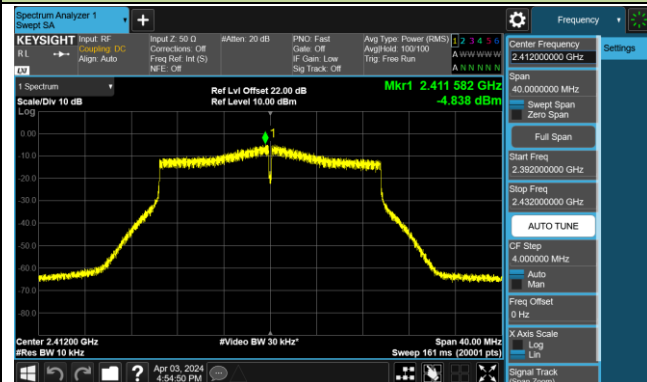 Spectrum Analyzer 1
Swept SA
Frequency
KEYSIGHT
RL
Input: RF
Coupling: DC
Align: Auto
Input Z: 50 Ω
Corrections: Off
Freq Ref: Int (S)
NFE: Off
#Atten: 20 dB
PNO: Fast
Gate: Off
IF Gain: Low
Sig Track: Off
Avg Type: Power (RMS)
Avg|Hold: 100/100
Trig: Free Run
1 2 3 4 5 6
A W W W W W
A N N N N N
LXI
1 Spectrum
Scale/Div 10 dB
Log
Ref Lvl Offset 22.00 dB
Ref Level 10.00 dBm
Mkr1 2.411 582 GHz
-4.838 dBm
1
0.00
-10.0
-20.0
-30.0
-40.0
-50.0
-60.0
-70.0
-80.0
Center 2.41200 GHz
#Res BW 10 kHz
#Video BW 30 kHz*
Span 40.00 MHz
Sweep 161 ms (20001 pts)
Center Frequency
2.412000000 GHz
Span
40.0000000 MHz
Swept Span
Zero Span
Full Span
Start Freq
2.392000000 GHz
Stop Freq
2.432000000 GHz
AUTO TUNE
CF Step
4.000000 MHz
Auto
Man
Freq Offset
0 Hz
X Axis Scale
Log
Lin
Signal Track
(Span Zoom)
Settings
Apr 03, 2024
4:54:50 PM